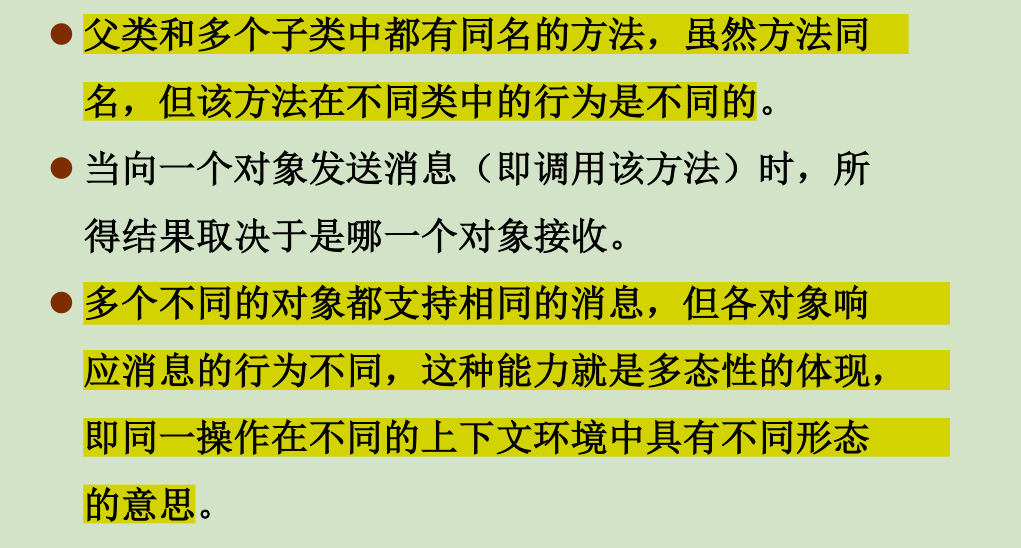 父类和多个子类中都有同名的方法，虽然方法同
名，但该方法在不同类中的行为是不同的。
当向一个对象发送消息（即调用该方法）时，所
得结果取决于是哪一个对象接收。
多个不同的对象都支持相同的消息，但各对象响
应消息的行为不同，这种能力就是多态性的体现，
即同一操作在不同的上下文环境中具有不同形态
的意思。